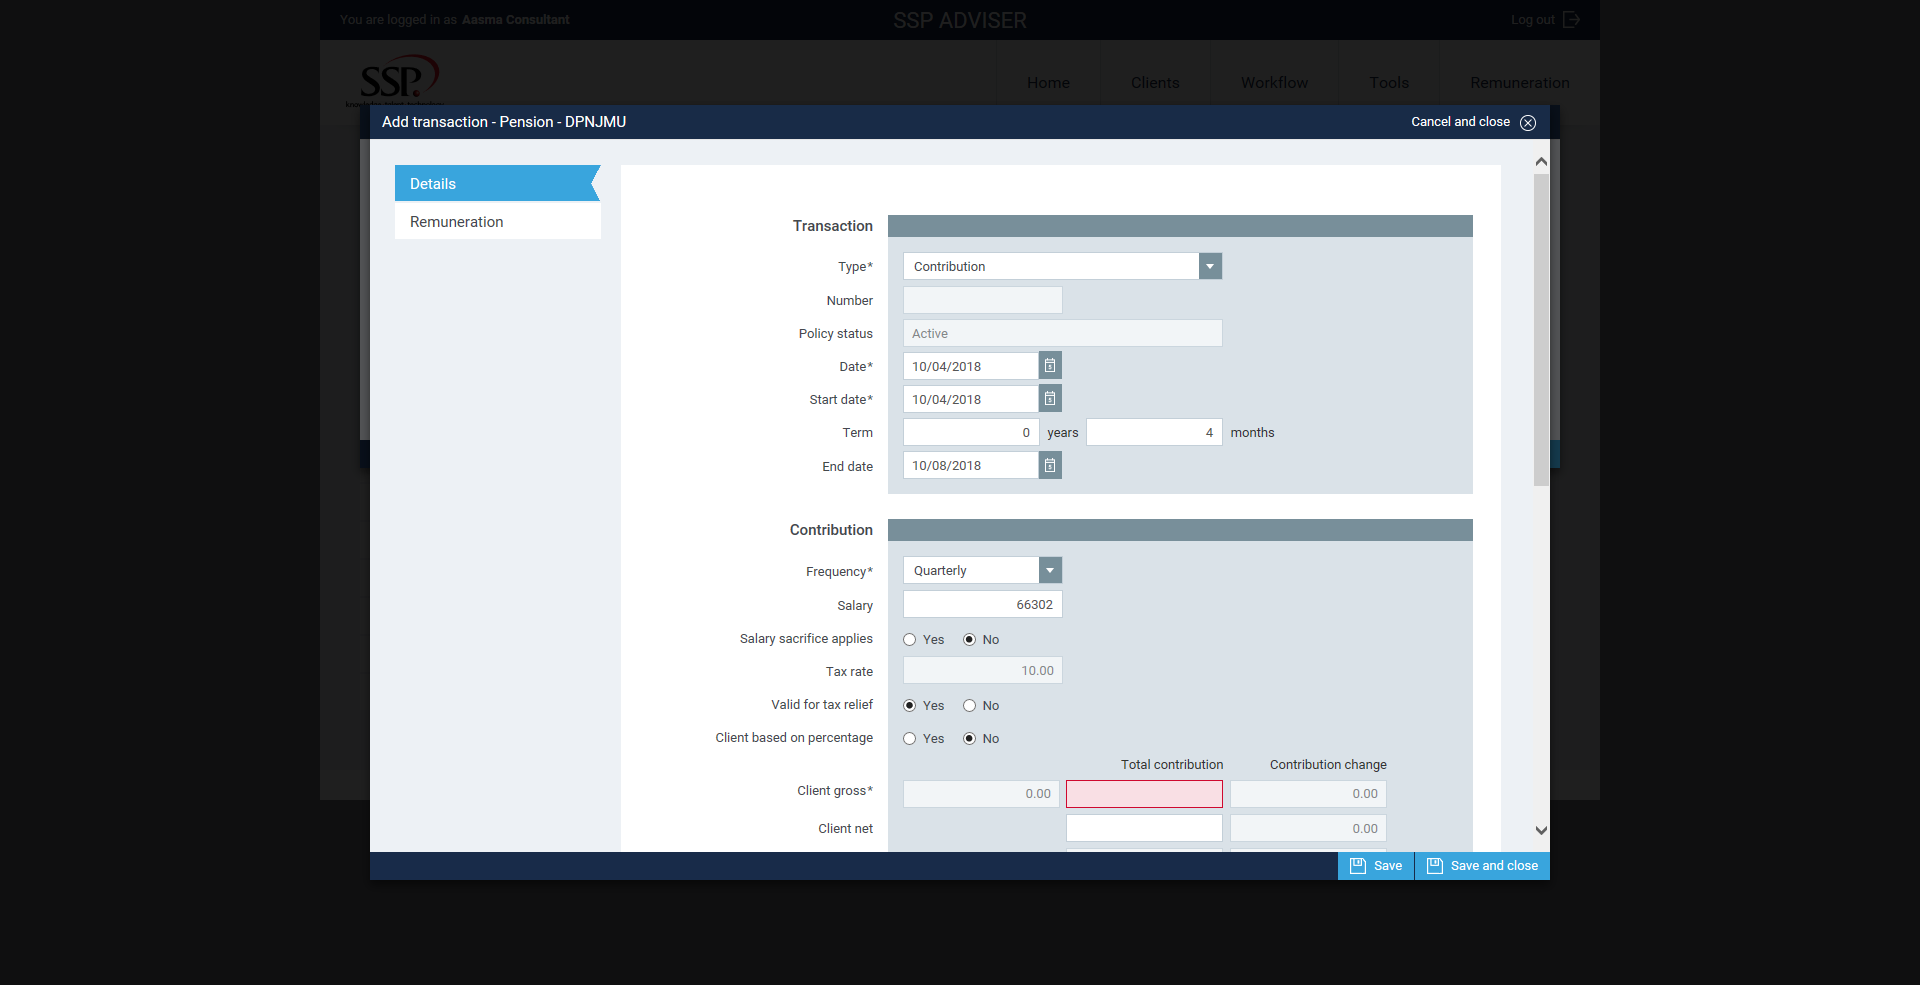 You are logged in as Aasma Consultant
SSP ADVISER
Log out
SSP
Home
Clients
Workflow
Tools
Remuneration
Add transaction - Pension - DPNJMU
Cancel and close
Details
Remuneration
Transaction
Type*
Contribution
Number
Policy status
Active
Date*
10/04/2018
Start date*
10/04/2018
Term
0 years 4 months
End date
10/08/2018
Contribution
Frequency*
Quarterly
Salary
66302
Salary sacrifice applies
Yes No
Tax rate
10.00
Valid for tax relief
Yes No
Client based on percentage
Yes No
Total contribution
Contribution change
Client gross*
0.00
0.00
Client net
0.00
Save
Save and close